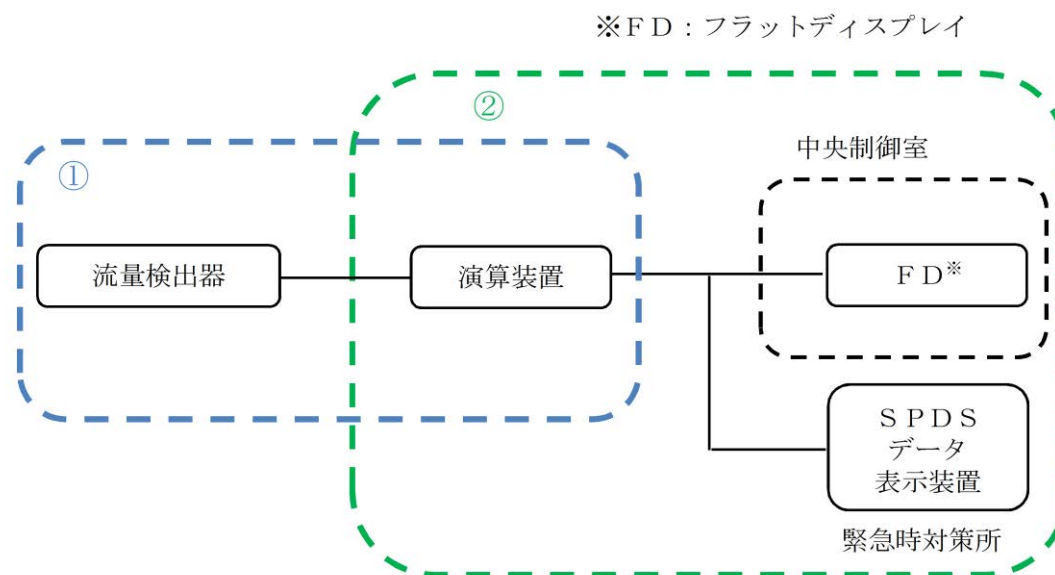 ※ＦＤ：フラットディスプレイ
②
中央制御室
①
流量検出器
演算装置
ＦＤ※
ＳＰＤＳ
データ
表示装置
緊急時対策所